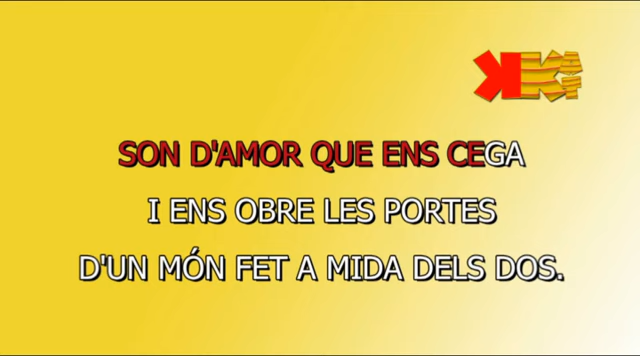 SON D'AMOR QUE ENS CEGA
I ENS OBRE LES PORTES
D'UN MÓN FET A MIDA DELS DOS.